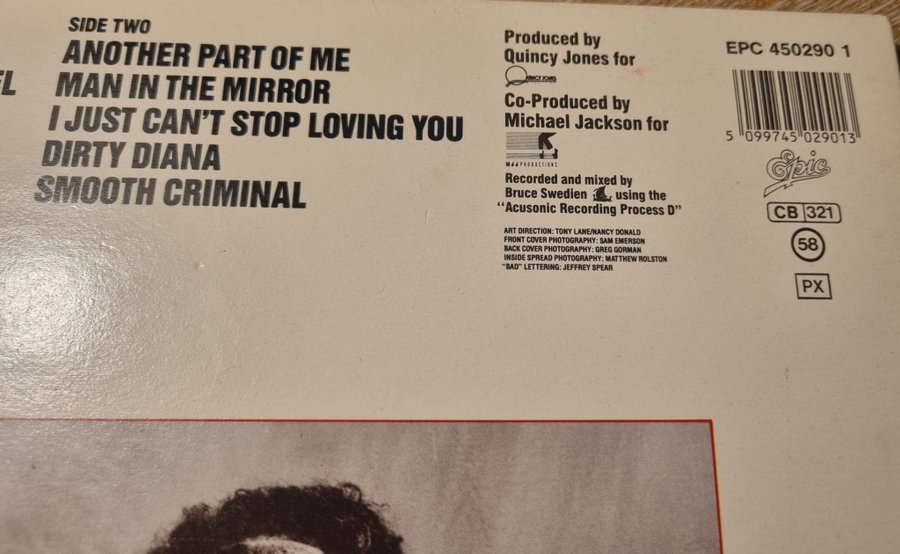 SIDE TWO
ANOTHER PART OF ME
MAN IN THE MIRROR
I JUST CAN'T STOP LOVING YOU
DIRTY DIANA
SMOOTH CRIMINAL
Produced by
Quincy Jones for
QUINCY JONES
Co-Produced by
Michael Jackson for
MJJ PRODUCTIONS
Recorded and mixed by
Bruce Swedien using the
"Acusonic Recording Process D"
ART DIRECTION: TONY LANE/NANCY DONALD
FRONT COVER PHOTOGRAPHY: SAM EMERSON
BACK COVER PHOTOGRAPHY: GREG GORMAN
INSIDE SPREAD PHOTOGRAPHY: MATTHEW ROLSTON
"BAD" LETTERING: JEFFREY SPEAR
EPC 450290 1
5 099745 029013
Epic
CB 321
58
PX